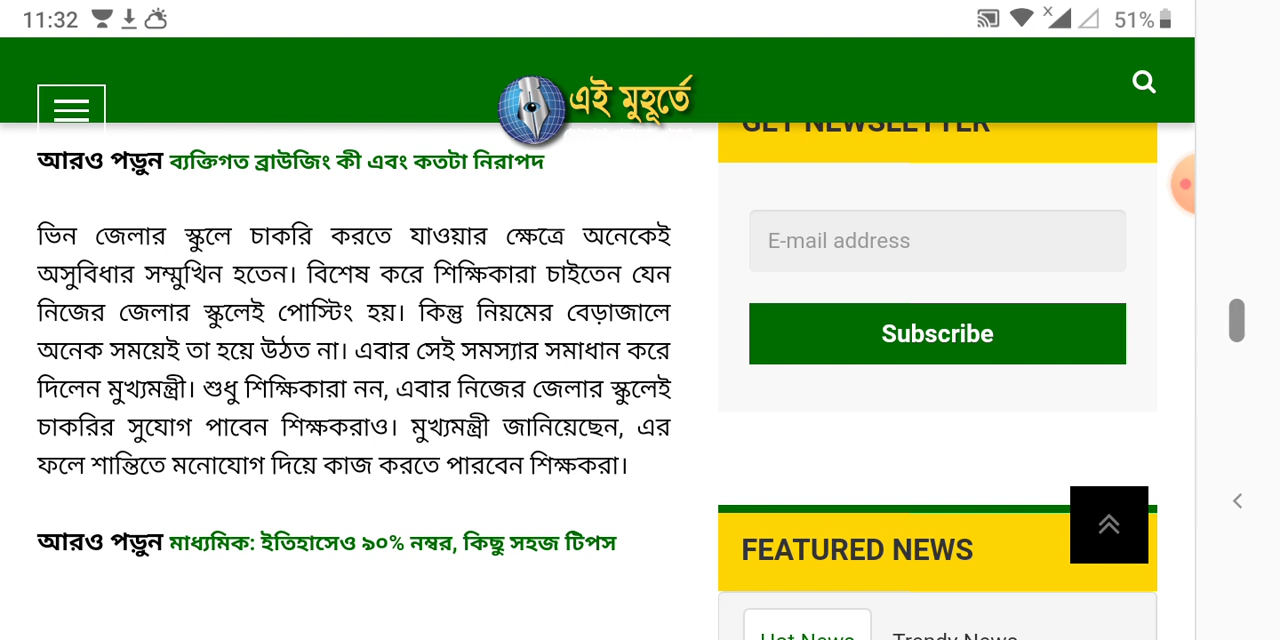 11:32
x
51%
এই মুহূর্তে
GET NEWSLETTER
আরও পড়ুন ব্যক্তিগত ব্রাউজিং কী এবং কতটা নিরাপদ
ভিন জেলার স্কুলে চাকরি করতে যাওয়ার ক্ষেত্রে অনেকেই
অসুবিধার সম্মুখিন হতেন। বিশেষ করে শিক্ষিকারা চাইতেন যেন
নিজের জেলার স্কুলেই পোস্টিং হয়। কিন্তু নিয়মের বেড়াজালে
অনেক সময়েই তা হয়ে উঠত না। এবার সেই সমস্যার সমাধান করে
দিলেন মুখ্যমন্ত্রী। শুধু শিক্ষিকারা নন, এবার নিজের জেলার স্কুলেই
চাকরির সুযোগ পাবেন শিক্ষকরাও। মুখ্যমন্ত্রী জানিয়েছেন, এর
ফলে শান্তিতে মনোযোগ দিয়ে কাজ করতে পারবেন শিক্ষকরা।
আরও পড়ুন মাধ্যমিক: ইতিহাসেও ৯০% নম্বর, কিছু সহজ টিপস
E-mail address
Subscribe
FEATURED NEWS
Hot News Trendy News